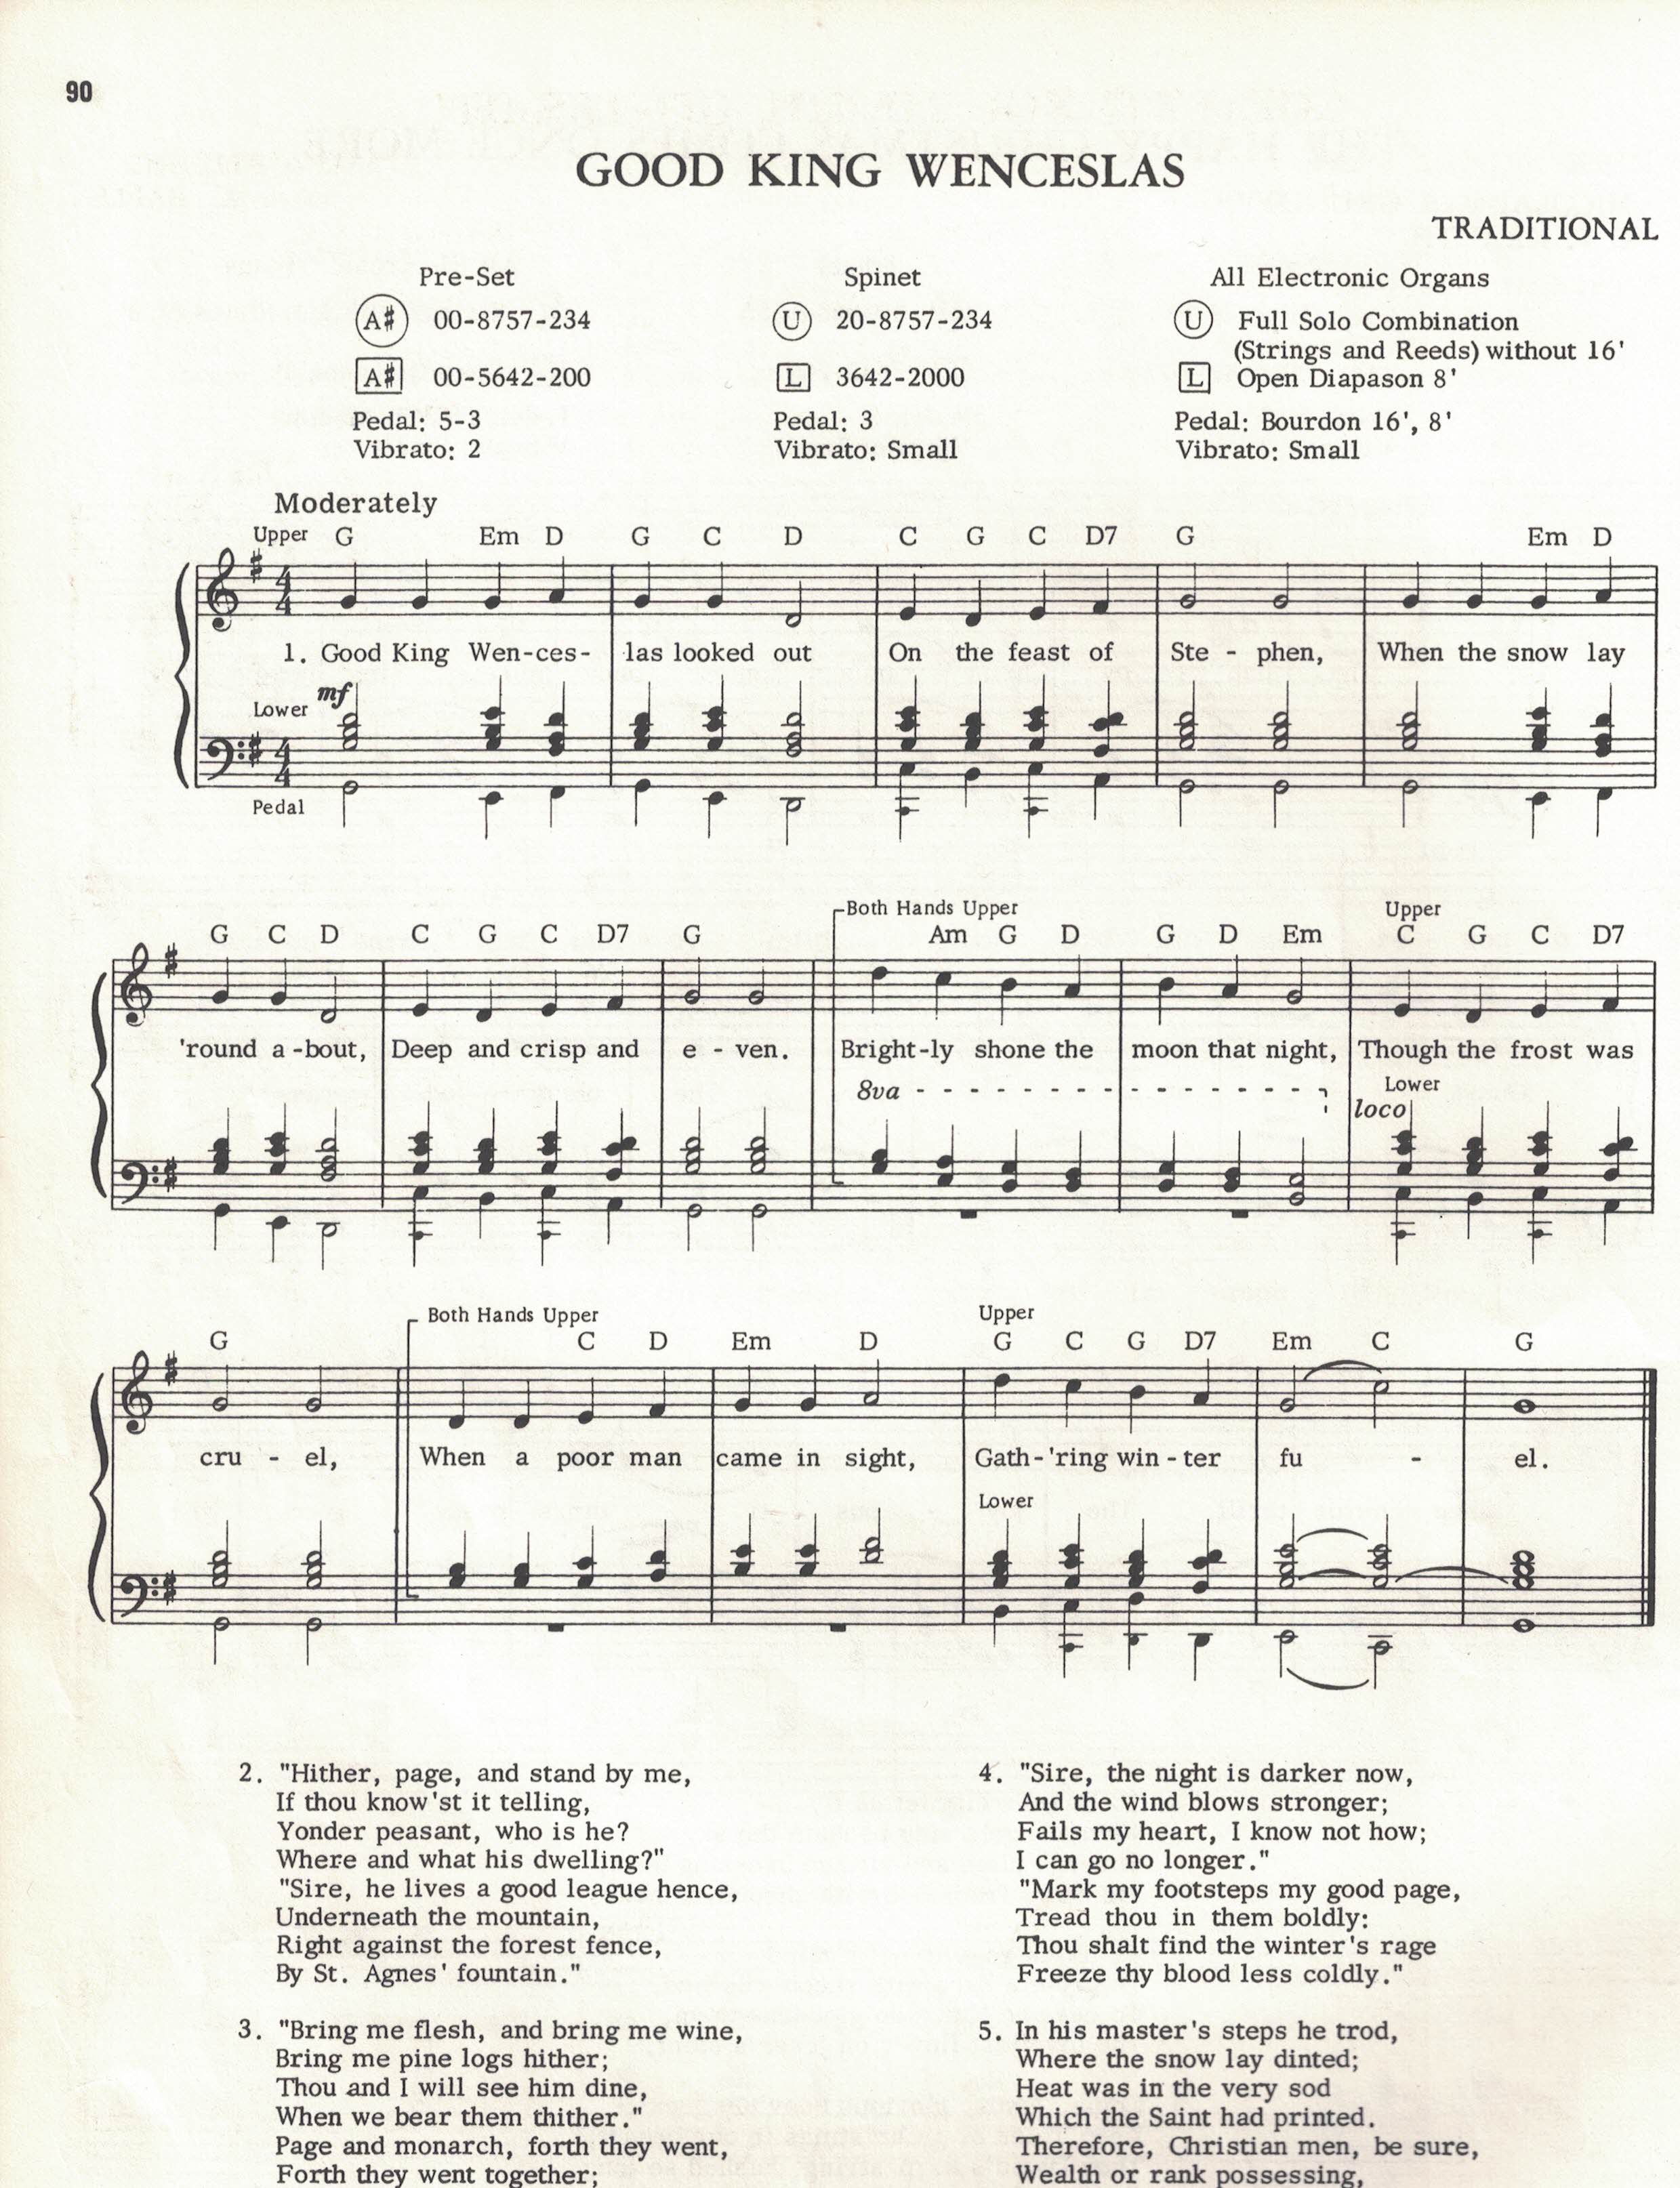 90
GOOD KING WENCESLAS
TRADITIONAL
Pre-Set
A# 00-8757-234
A# 00-5642-200
Pedal: 5-3
Vibrato: 2
Spinet
U 20-8757-234
L 3642-2000
Pedal: 3
Vibrato: Small
All Electronic Organs
U Full Solo Combination
(Strings and Reeds) without 16'
L Open Diapason 8'
Pedal: Bourdon 16', 8'
Vibrato: Small
Moderately
Upper G Em D G C D C G C D7 G Em D
4 4
1. Good King Wen-ces- las looked out On the feast of Ste - phen, When the snow lay
mf
Lower
4 4
Pedal
Both Hands Upper Upper
G C D C G C D7 G Am G D G D Em C G C D7
'round a -bout, Deep and crisp and e - ven. Bright-ly shone the moon that night, Though the frost was
8va Lower
loco
Both Hands Upper Upper
G C D Em D G C G D7 Em C G
cru - el, When a poor man came in sight, Gath-'ring win - ter fu - el.
Lower
2. "Hither, page, and stand by me,
If thou know'st it telling,
Yonder peasant, who is he?
Where and what his dwelling?"
"Sire, he lives a good league hence,
Underneath the mountain,
Right against the forest fence,
By St. Agnes' fountain."
3. "Bring me flesh, and bring me wine,
Bring me pine logs hither;
Thou and I will see him dine,
When we bear them thither."
Page and monarch, forth they went,
Forth they went together;
4. "Sire, the night is darker now,
And the wind blows stronger;
Fails my heart, I know not how;
I can go no longer."
"Mark my footsteps my good page,
Tread thou in them boldly:
Thou shalt find the winter's rage
Freeze thy blood less coldly."
5. In his master's steps he trod,
Where the snow lay dinted;
Heat was in the very sod
Which the Saint had printed.
Therefore, Christian men, be sure,
Wealth or rank possessing,